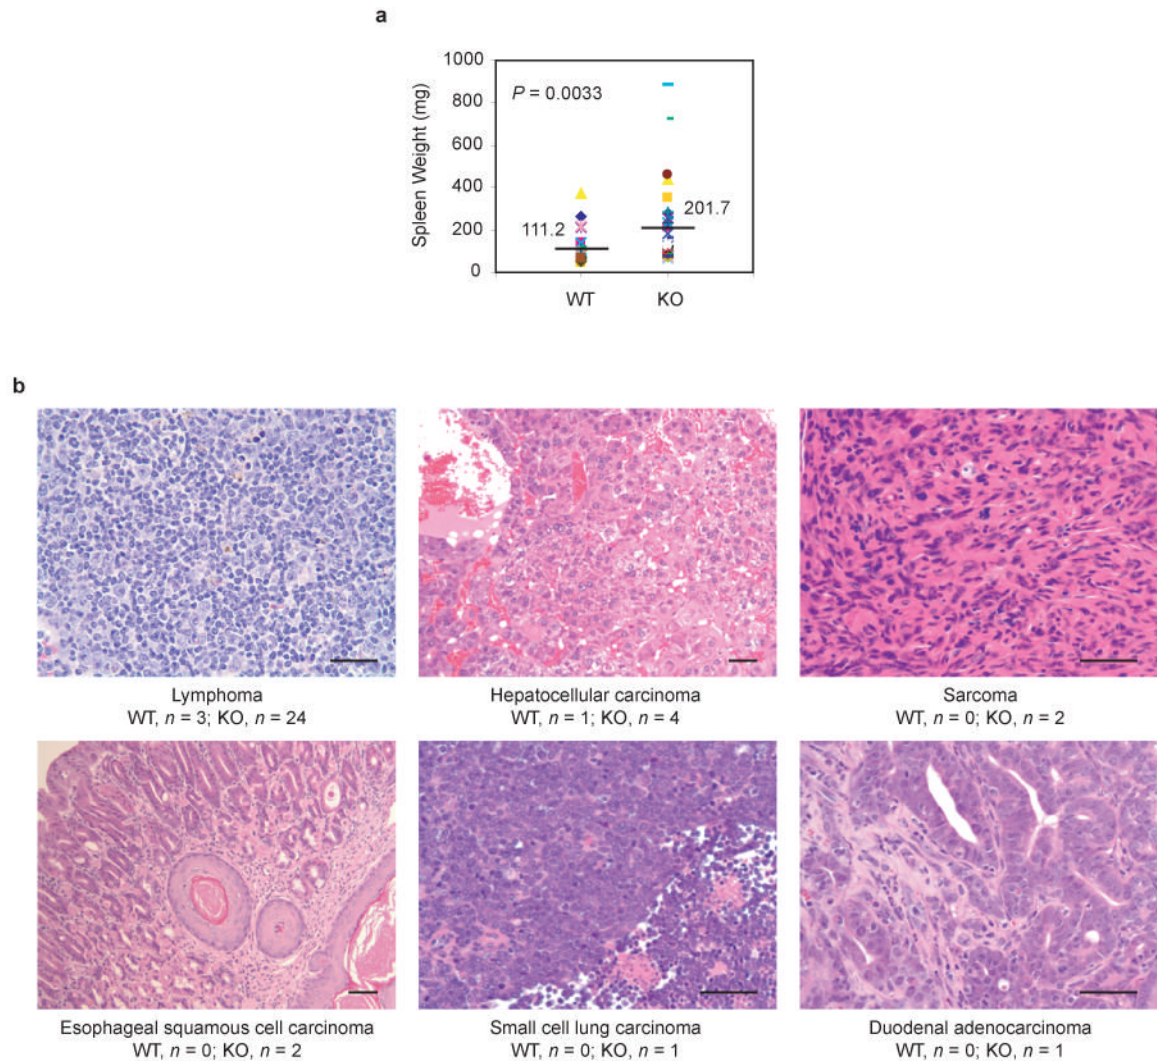 a
1000
800
600
400
200
0
Spleen Weight (mg)
P = 0.0033
111.2
201.7
WT
KO
b
Lymphoma
WT, n = 3; KO, n = 24
Hepatocellular carcinoma
WT, n = 1; KO, n = 4
Sarcoma
WT, n = 0; KO, n = 2
Esophageal squamous cell carcinoma
WT, n = 0; KO, n = 2
Small cell lung carcinoma
WT, n = 0; KO, n = 1
Duodenal adenocarcinoma
WT, n = 0; KO, n = 1